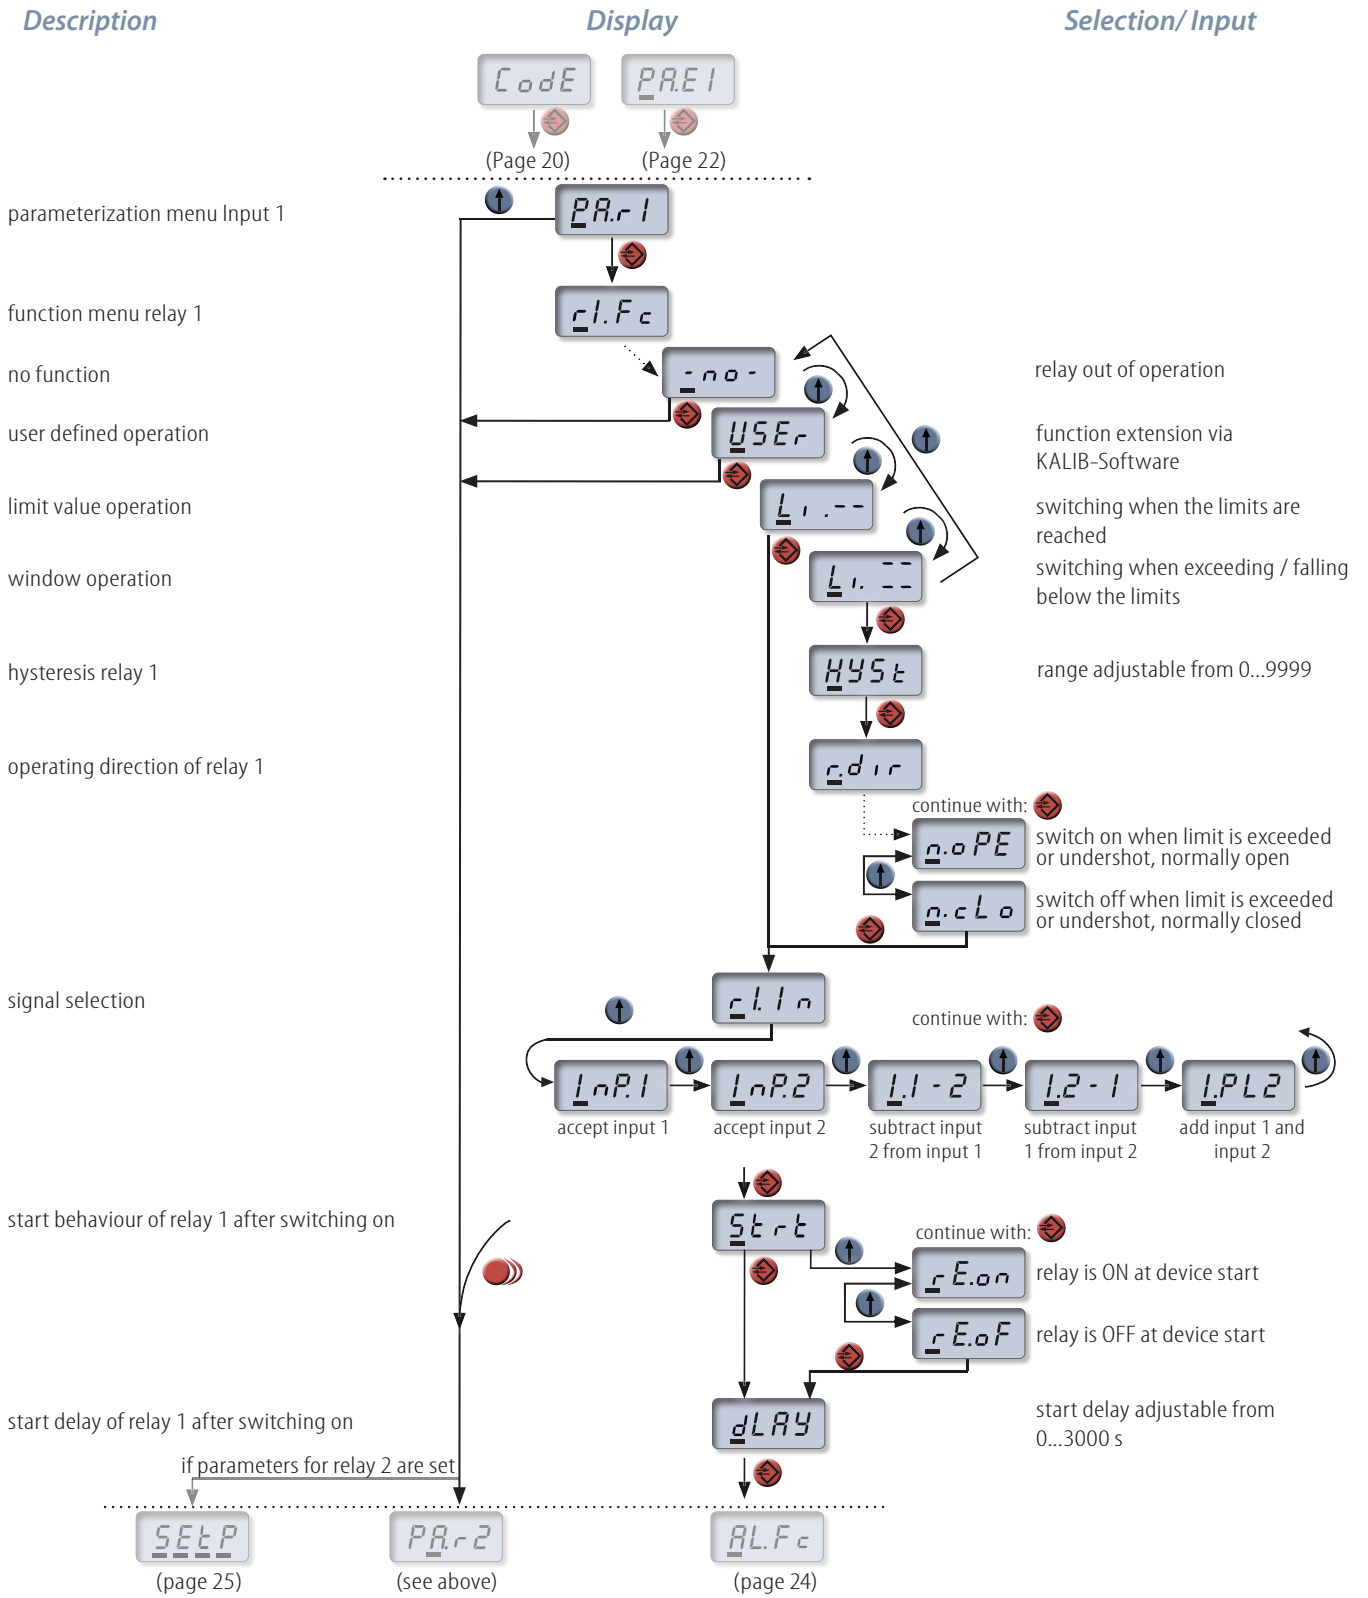 Description Display Selection/ Input
CodE PA.E1
(Page 20) (Page 22)
parameterization menu Input 1
PA.r1
function menu relay 1
r1.Fc
no function
-no-
relay out of operation
user defined operation
USEr
function extension via
KALIB-Software
limit value operation
Li.--
switching when the limits are
reached
window operation
Li.
switching when exceeding / falling
below the limits
hysteresis relay 1
HYSt
range adjustable from 0...9999
operating direction of relay 1
r.dir
continue with:
n.oPE
switch on when limit is exceeded
or undershot, normally open
n.cLo
switch off when limit is exceeded
or undershot, normally closed
signal selection
r1.In
continue with:
InP.1 InP.2 I.1-2 I.2-1 I.PL2
accept input 1
accept input 2
subtract input
2 from input 1
subtract input
1 from input 2
add input 1 and
input 2
start behaviour of relay 1 after switching on
Strt
continue with:
rE.on
relay is ON at device start
rE.oF
relay is OFF at device start
start delay of relay 1 after switching on
dLAY
start delay adjustable from
0...3000 s
if parameters for relay 2 are set
SEtP PA.r2 AL.Fc
(page 25) (see above) (page 24)